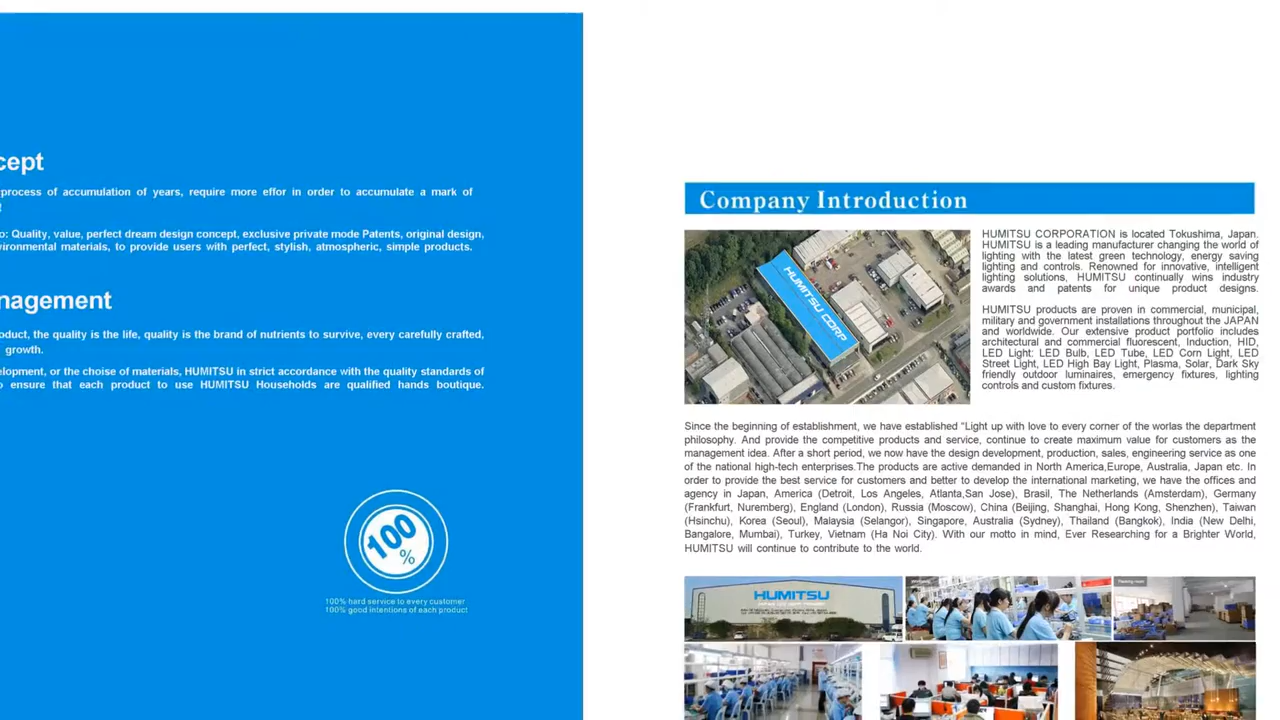 cept
process of accumulation of years, require more effor in order to accumulate a mark of
o: Quality, value, perfect dream design concept, exclusive private mode Patents, original design,
vironmental materials, to provide users with perfect, stylish, atmospheric, simple products.
nagement
oduct, the quality is the life, quality is the brand of nutrients to survive, every carefully crafted,
growth.
elopment, or the choise of materials, HUMITSU in strict accordance with the quality standards of
o ensure that each product to use HUMITSU Households are qualified hands boutique.
100
%
100% hard service to every customer
100% good intentions of each product
Company Introduction
HUMITSU CORP
HUMITSU CORPORATION is located Tokushima, Japan.
HUMITSU is a leading manufacturer changing the world of
lighting with the latest green technology, energy saving
lighting and controls. Renowned for innovative, intelligent
lighting solutions, HUMITSU continually wins industry
awards and patents for unique product designs.
HUMITSU products are proven in commercial, municipal,
military and government installations throughout the JAPAN
and worldwide. Our extensive product portfolio includes
architectural and commercial fluorescent, Induction, HID,
LED Light: LED Bulb, LED Tube, LED Corn Light, LED
Street Light, LED High Bay Light, Plasma, Solar, Dark Sky
friendly outdoor luminaires, emergency fixtures, lighting
controls and custom fixtures.
Since the beginning of establishment, we have established “Light up with love to every corner of the worlas the department
philosophy. And provide the competitive products and service, continue to create maximum value for customers as the
management idea. After a short period, we now have the design development, production, sales, engineering service as one
of the national high-tech enterprises.The products are active demanded in North America,Europe, Australia, Japan etc. In
order to provide the best service for customers and better to develop the international marketing, we have the offices and
agency in Japan, America (Detroit, Los Angeles, Atlanta,San Jose), Brasil, The Netherlands (Amsterdam), Germany
(Frankfurt, Nuremberg), England (London), Russia (Moscow), China (Beijing, Shanghai, Hong Kong, Shenzhen), Taiwan
(Hsinchu), Korea (Seoul), Malaysia (Selangor), Singapore, Australia (Sydney), Thailand (Bangkok), India (New Delhi,
Bangalore, Mumbai), Turkey, Vietnam (Ha Noi City). With our motto in mind, Ever Researching for a Brighter World,
HUMITSU will continue to contribute to the world.
HUMITSU
Packing room